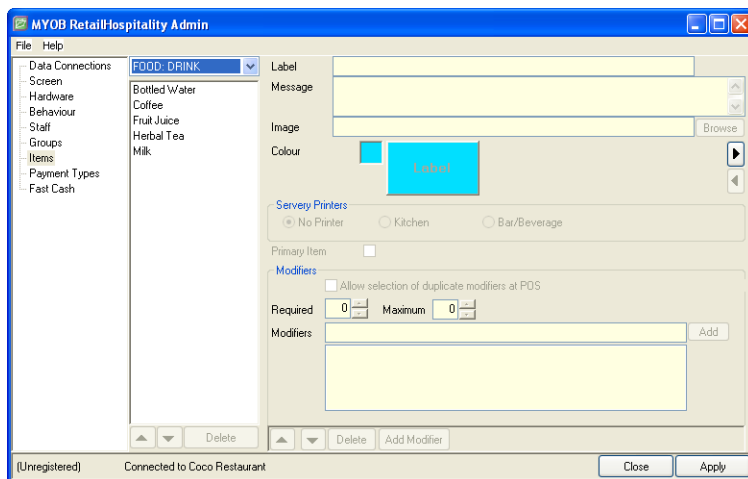 MYOB RetailHospitality Admin
File Help
Data Connections
Screen
Hardware
Behaviour
Staff
Groups
Items
Payment Types
Fast Cash
FOOD: DRINK
Bottled Water
Coffee
Fruit Juice
Herbal Tea
Milk
Delete
Label
Message
Image
Browse
Colour
Label
Servery Printers
No Printer Kitchen Bar/Beverage
Primary Item
Modifiers
Allow selection of duplicate modifiers at POS
Required 0 Maximum 0
Modifiers
Add
Delete Add Modifier
(Unregistered) Connected to Coco Restaurant Close Apply